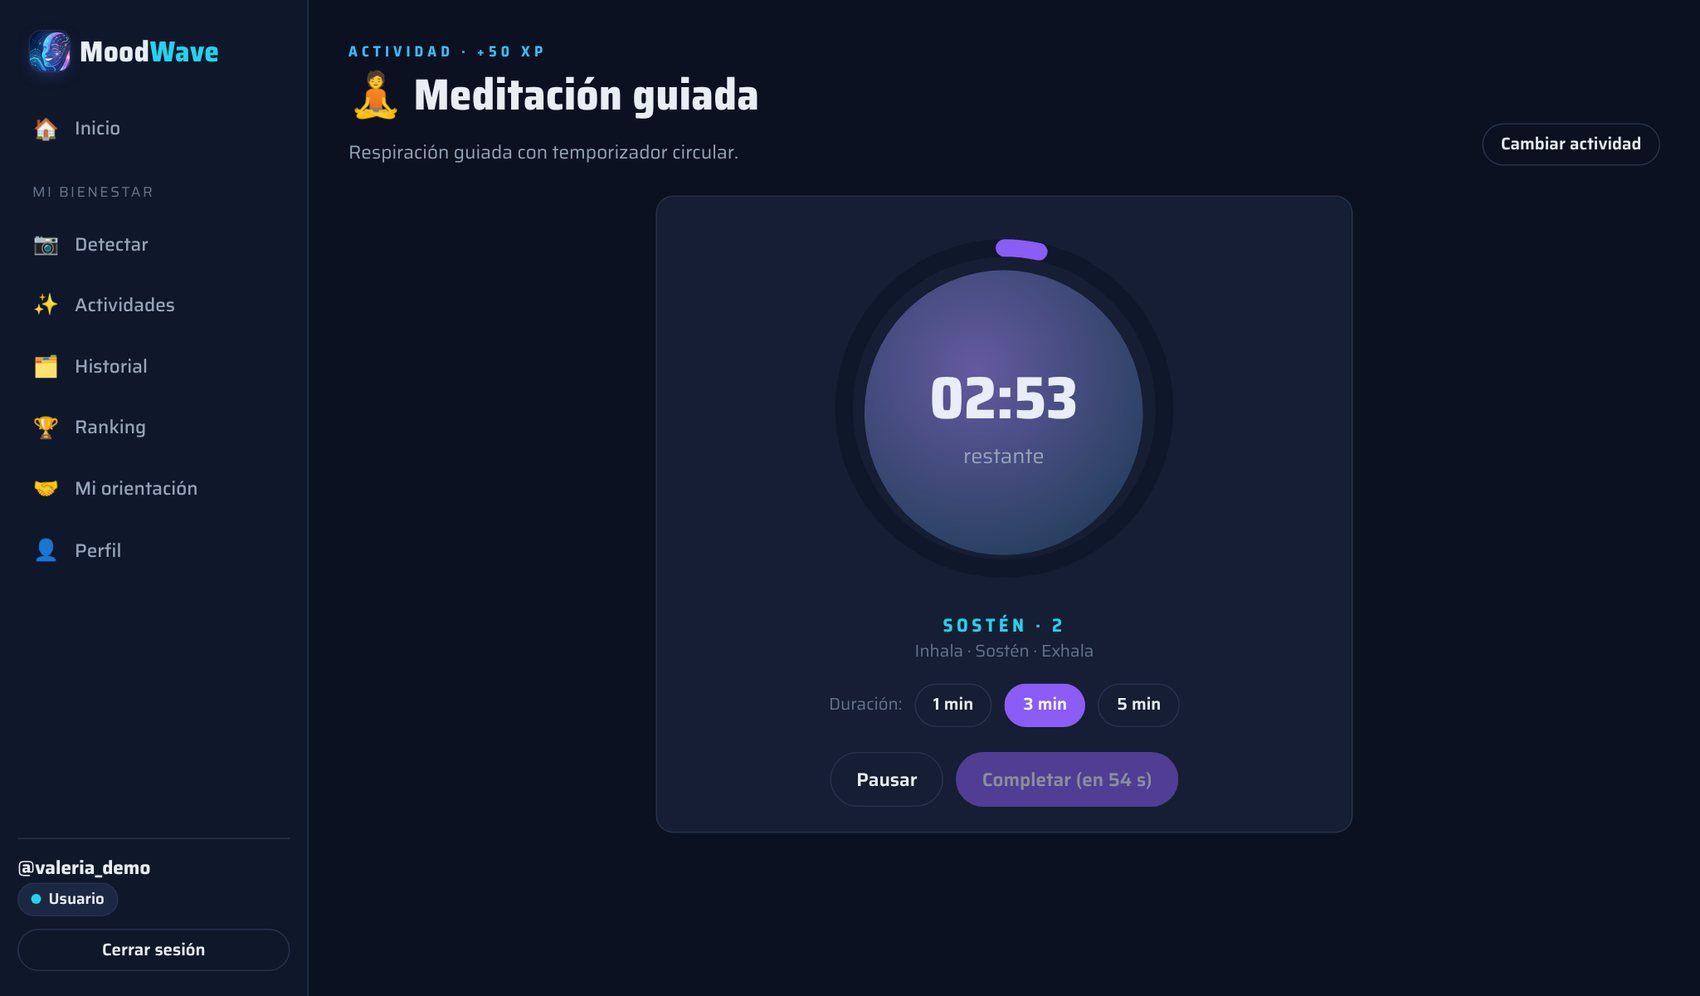 MoodWave
Inicio
MI BIENESTAR
Detectar
Actividades
Historial
Ranking
Mi orientación
Perfil
@valeria_demo
Usuario
Cerrar sesión
ACTIVIDAD · +50 XP
Meditación guiada
Respiración guiada con temporizador circular.
Cambiar actividad
02:53
restante
SOSTÉN · 2
Inhala · Sostén · Exhala
Duración: 1 min 3 min 5 min
Pausar Completar (en 54 s)